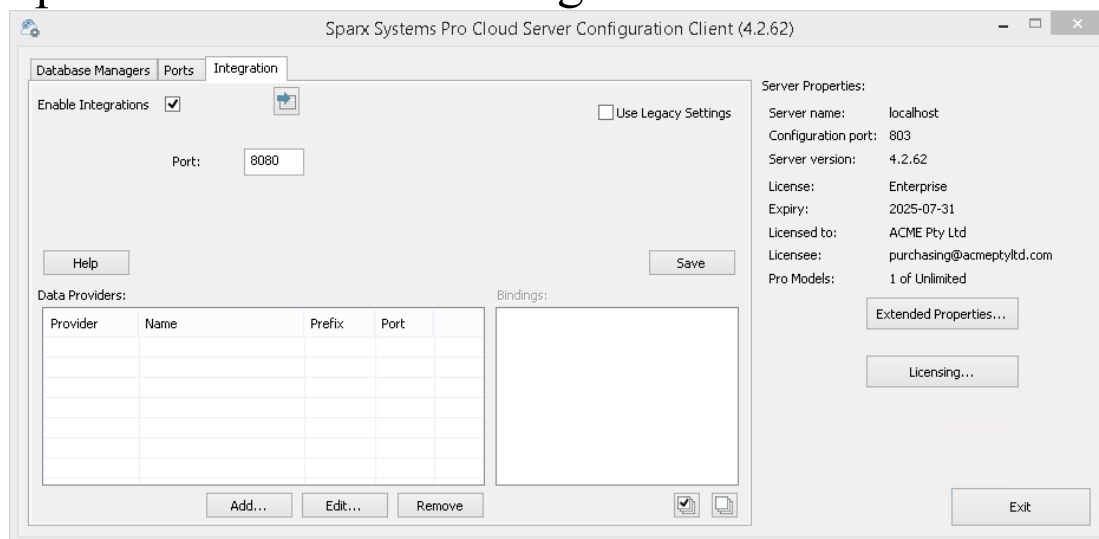 Sparx Systems Pro Cloud Server Configuration Client (4.2.62)
Database Managers Ports Integration
Enable Integrations
Use Legacy Settings
Port: 8080
Help
Save
Data Providers:
Bindings:
Provider Name Prefix Port
Add... Edit... Remove
Server Properties:
Server name: localhost
Configuration port: 803
Server version: 4.2.62
License: Enterprise
Expiry: 2025-07-31
Licensed to: ACME Pty Ltd
Licensee: purchasing@acmeptyltd.com
Pro Models: 1 of Unlimited
Extended Properties...
Licensing...
Exit